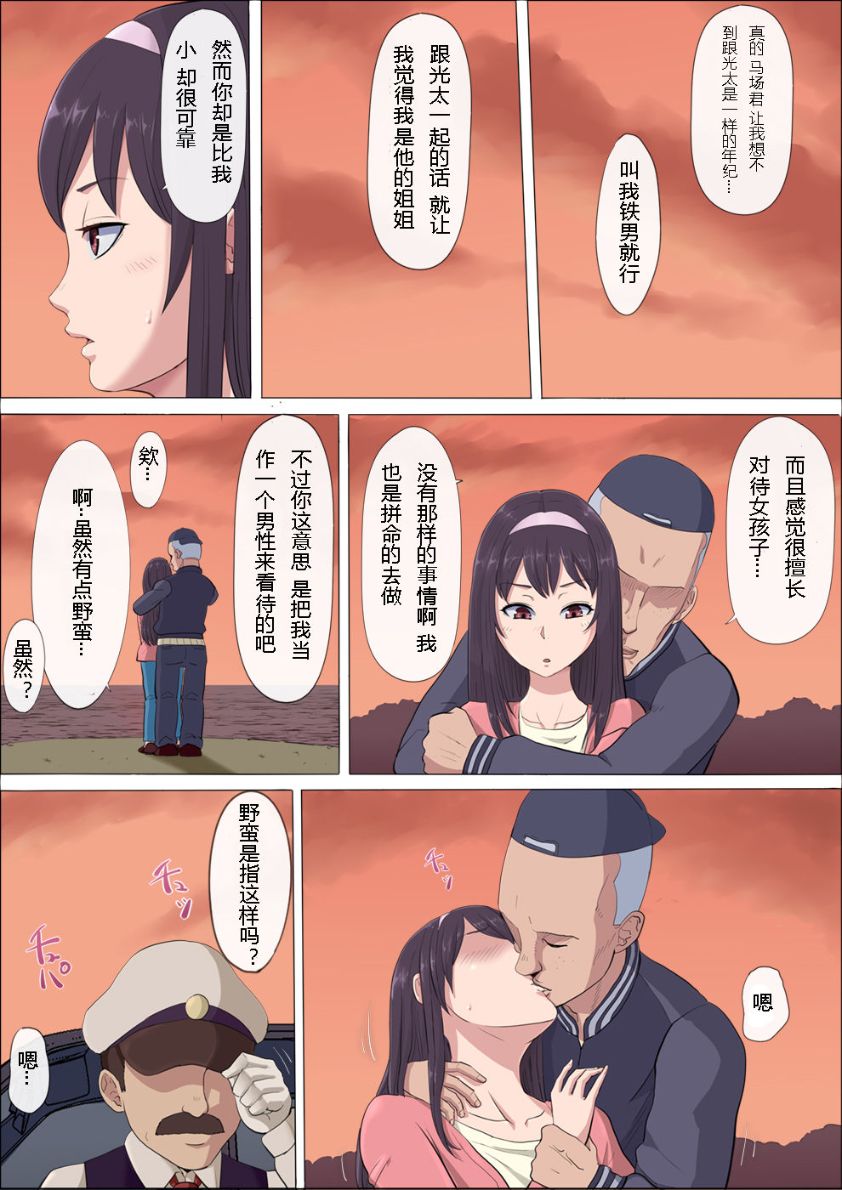 真的 马场君 让我想不
到跟光太是一样的年纪…
叫我铁男就行
跟光太一起的话 就让
我觉得我是他的姐姐
然而你却是比我
小 却很可靠
而且感觉很擅长
对待女孩子…
没有那样的事情啊 我
也是拼命的去做
不过你这意思 是把我当
作一个男性来看待的吧
欸…
啊…虽然有点野蛮…
虽然？
嗯
野蛮是指这样吗？
チュッ
チュッ
チュパ
嗯…